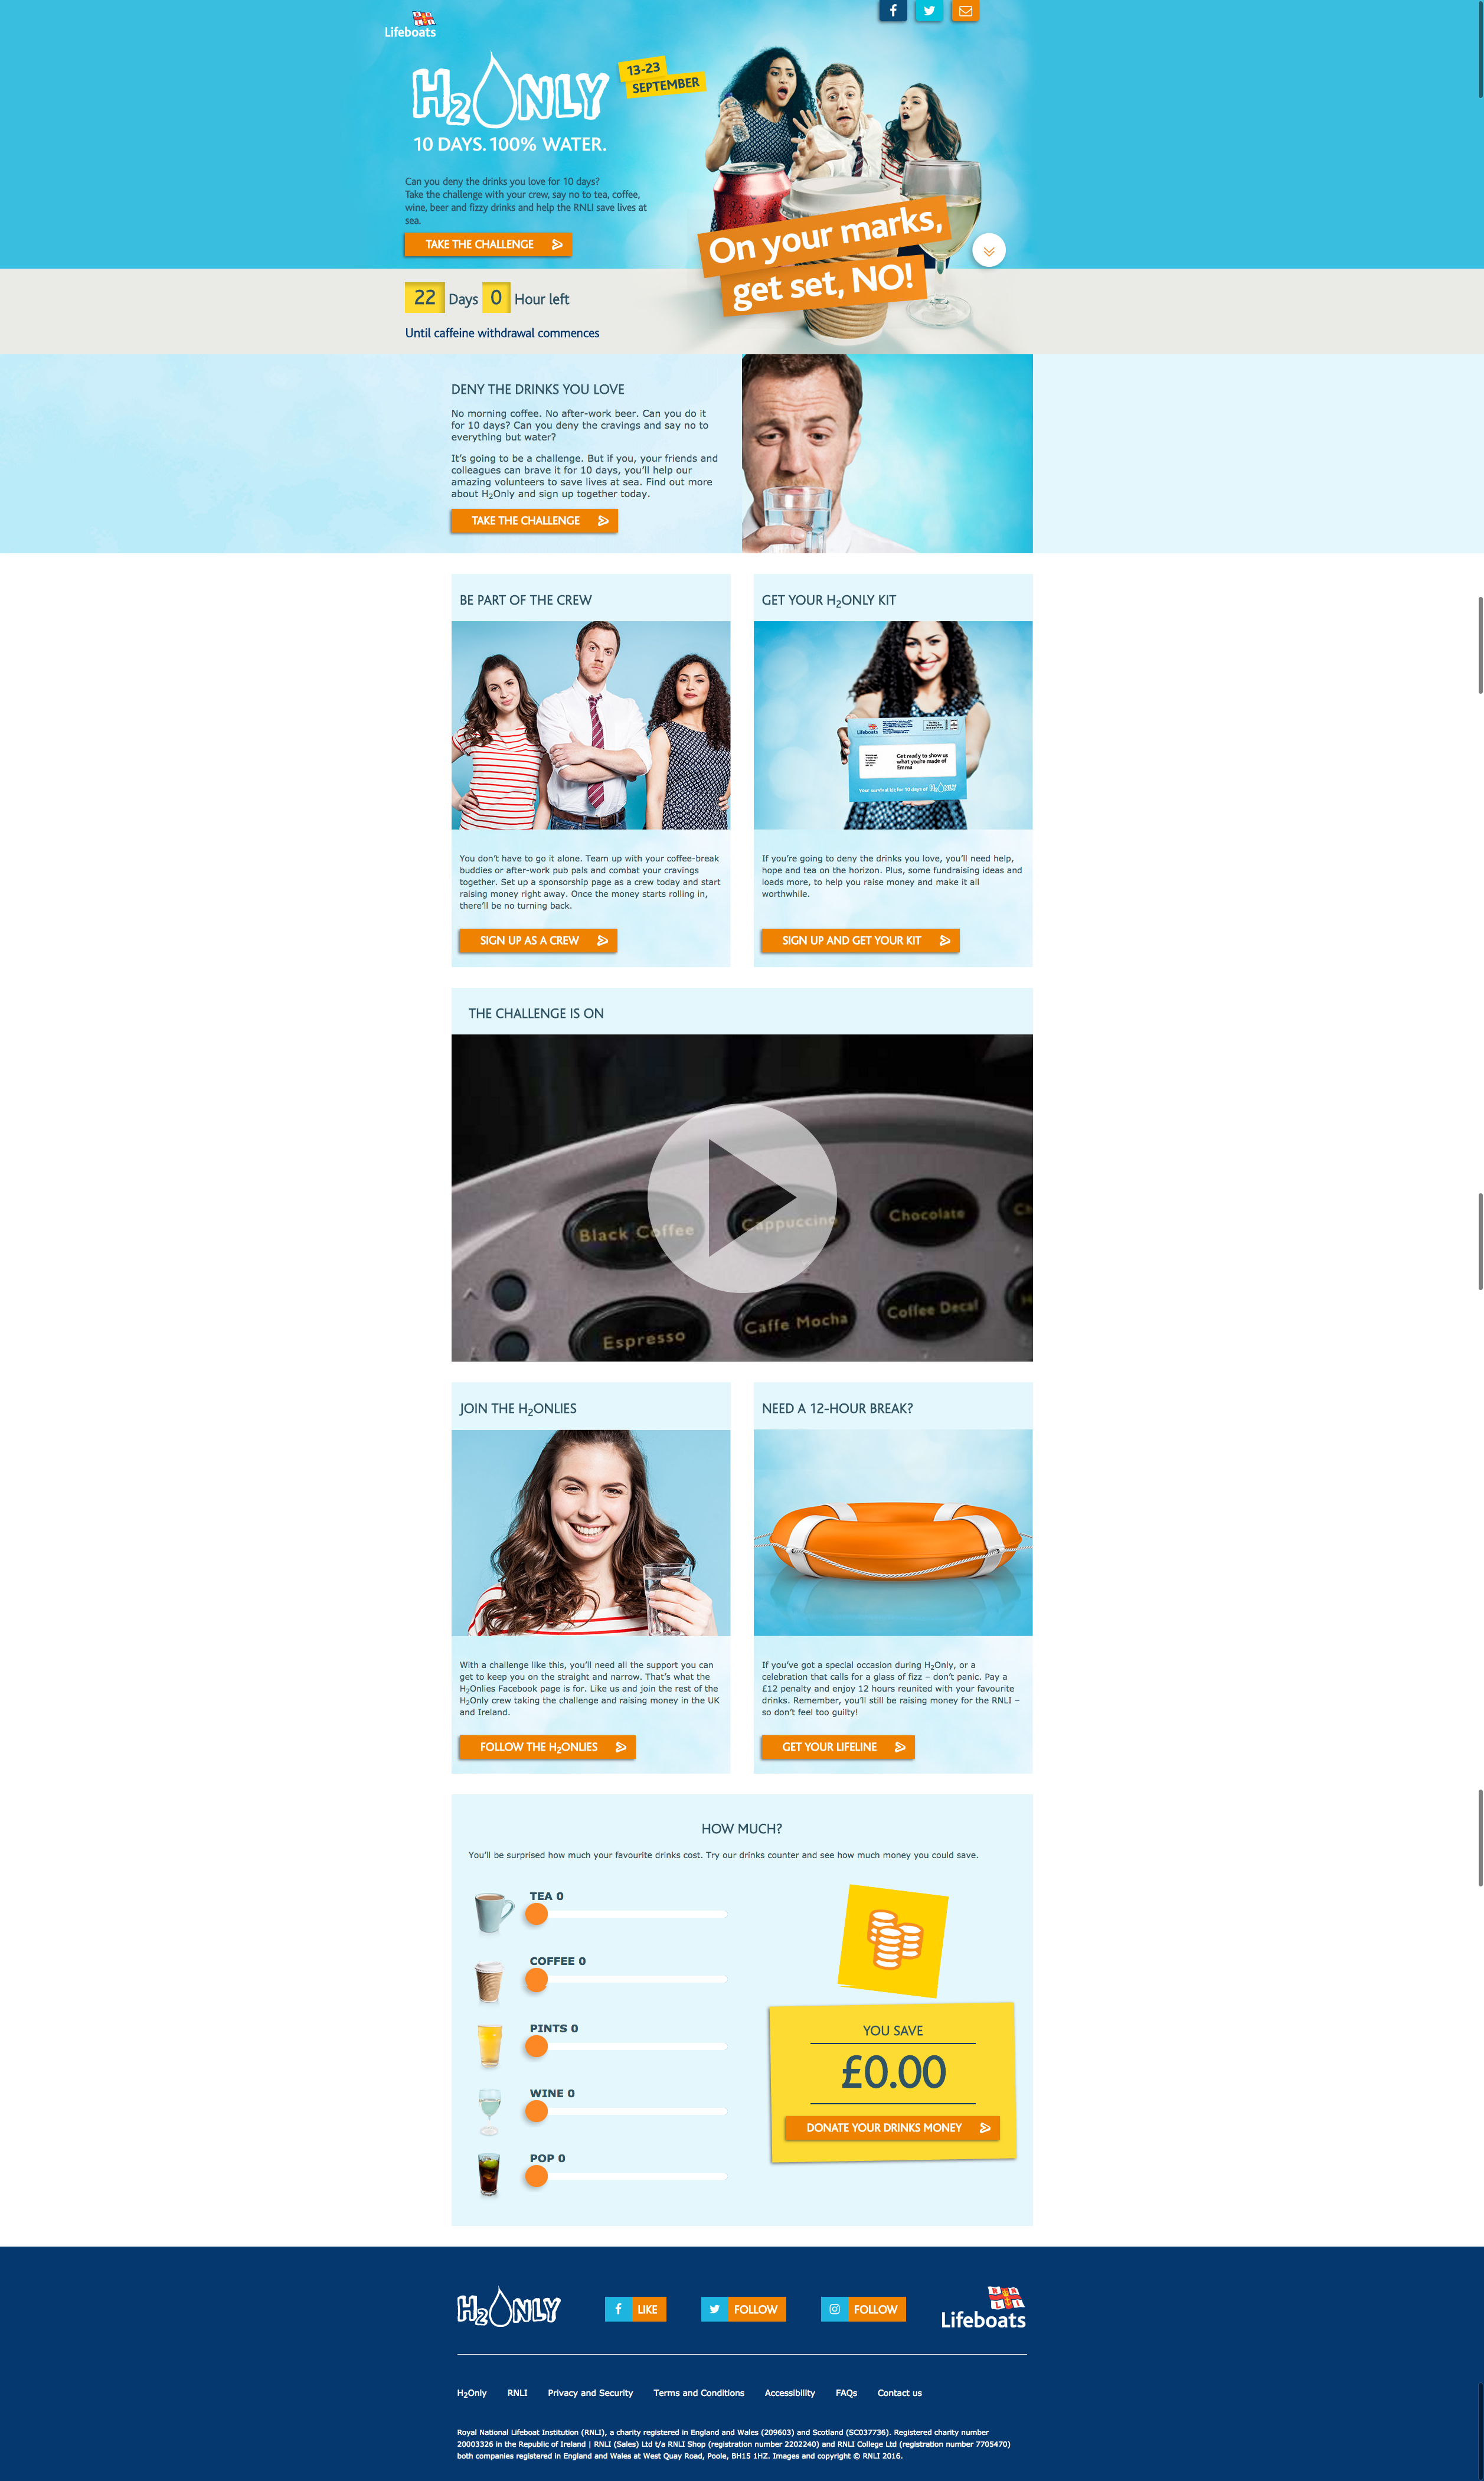 Lifeboats
H2ONLY
13-23
SEPTEMBER
10 DAYS. 100% WATER.
Can you deny the drinks you love for 10 days?
Take the challenge with your crew, say no to tea, coffee,
wine, beer and fizzy drinks and help the RNLI save lives at
sea.
TAKE THE CHALLENGE
On your marks,
get set, NO!
22 Days 0 Hour left
Until caffeine withdrawal commences
DENY THE DRINKS YOU LOVE
No morning coffee. No after-work beer. Can you do it
for 10 days? Can you deny the cravings and say no to
everything but water?
It's going to be a challenge. But if you, your friends and
colleagues can brave it for 10 days, you'll help our
amazing volunteers to save lives at sea. Find out more
about H2Only and sign up together today.
TAKE THE CHALLENGE
BE PART OF THE CREW
You don't have to go it alone. Team up with your coffee-break
buddies or after-work pub pals and combat your cravings
together. Set up a sponsorship page as a crew today and start
raising money right away. Once the money starts rolling in,
there'll be no turning back.
SIGN UP AS A CREW
GET YOUR H2ONLY KIT
Lifeboats
Get ready to show us
what you're made of
Emma
Your survival kit for 10 days of H2ONLY
If you're going to deny the drinks you love, you'll need help,
hope and tea on the horizon. Plus, some fundraising ideas and
loads more, to help you raise money and make it all
worthwhile.
SIGN UP AND GET YOUR KIT
THE CHALLENGE IS ON
Black Coffee
Cappuccino
Chocolate
Espresso
Caffe Mocha
Coffee Decal
JOIN THE H2ONLIES
With a challenge like this, you'll need all the support you can
get to keep you on the straight and narrow. That's what the
H2Onlies Facebook page is for. Like us and join the rest of the
H2Only crew taking the challenge and raising money in the UK
and Ireland.
FOLLOW THE H2ONLIES
NEED A 12-HOUR BREAK?
If you've got a special occasion during H2Only, or a
celebration that calls for a glass of fizz – don't panic. Pay a
£12 penalty and enjoy 12 hours reunited with your favourite
drinks. Remember, you'll still be raising money for the RNLI –
so don't feel too guilty!
GET YOUR LIFELINE
HOW MUCH?
You'll be surprised how much your favourite drinks cost. Try our drinks counter and see how much money you could save.
TEA 0
COFFEE 0
PINTS 0
WINE 0
POP 0
YOU SAVE
£0.00
DONATE YOUR DRINKS MONEY
H2ONLY
LIKE
FOLLOW
FOLLOW
RNLI
Lifeboats
H2Only RNLI Privacy and Security Terms and Conditions Accessibility FAQs Contact us
Royal National Lifeboat Institution (RNLI), a charity registered in England and Wales (209603) and Scotland (SC037736). Registered charity number
20003326 in the Republic of Ireland | RNLI (Sales) Ltd t/a RNLI Shop (registration number 2202240) and RNLI College Ltd (registration number 7705470)
both companies registered in England and Wales at West Quay Road, Poole, BH15 1HZ. Images and copyright © RNLI 2016.